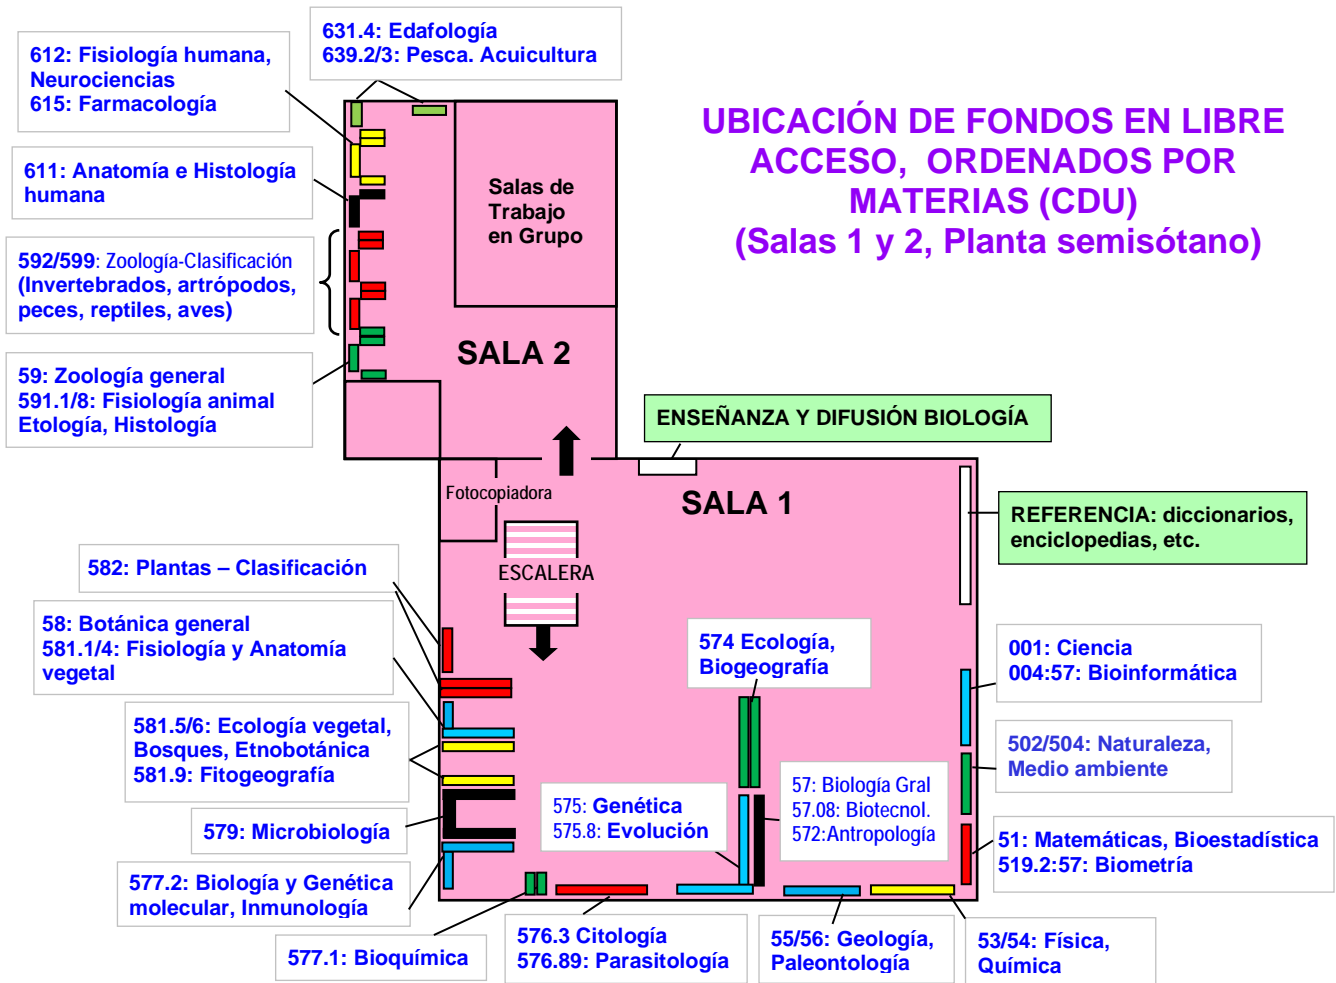 631.4: Edafología
639.2/3: Pesca. Acuicultura
612: Fisiología humana,
Neurociencias
615: Farmacología
UBICACIÓN DE FONDOS EN LIBRE
ACCESO, ORDENADOS POR
MATERIAS (CDU)
(Salas 1 y 2, Planta semisótano)
611: Anatomía e Histología
humana
Salas de
Trabajo
en Grupo
592/599: Zoología-Clasificación
(Invertebrados, artrópodos,
peces, reptiles, aves)
SALA 2
59: Zoología general
591.1/8: Fisiología animal
Etología, Histología
ENSEÑANZA Y DIFUSIÓN BIOLOGÍA
Fotocopiadora
SALA 1
REFERENCIA: diccionarios,
enciclopedias, etc.
ESCALERA
582: Plantas – Clasificación
58: Botánica general
581.1/4: Fisiología y Anatomía
vegetal
574 Ecología,
Biogeografía
001: Ciencia
004:57: Bioinformática
581.5/6: Ecología vegetal,
Bosques, Etnobotánica
581.9: Fitogeografía
502/504: Naturaleza,
Medio ambiente
575: Genética
575.8: Evolución
57: Biología Gral
57.08: Biotecnol.
572:Antropología
579: Microbiología
51: Matemáticas, Bioestadística
519.2:57: Biometría
577.2: Biología y Genética
molecular, Inmunología
577.1: Bioquímica
576.3 Citología
576.89: Parasitología
55/56: Geología,
Paleontología
53/54: Física,
Química